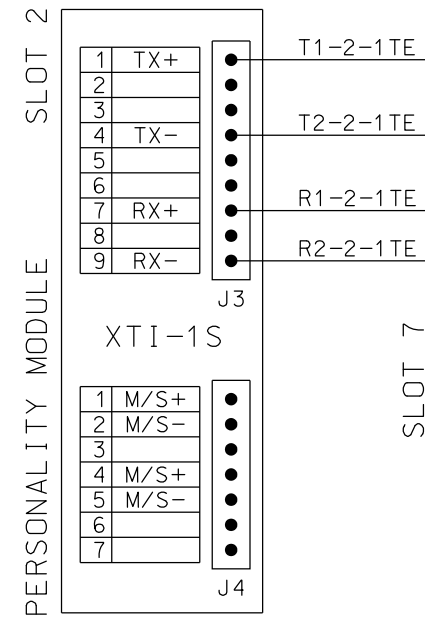 SLOT 2
1 TX+ T1-2-1TE
2
3
4 TX- T2-2-1TE
5
6
7 RX+ R1-2-1TE
8
9 RX- R2-2-1TE
J3
XTI-1S
PERSONALITY MODULE
SLOT 7
1 M/S+
2 M/S-
3
4 M/S+
5 M/S-
6
7
J4